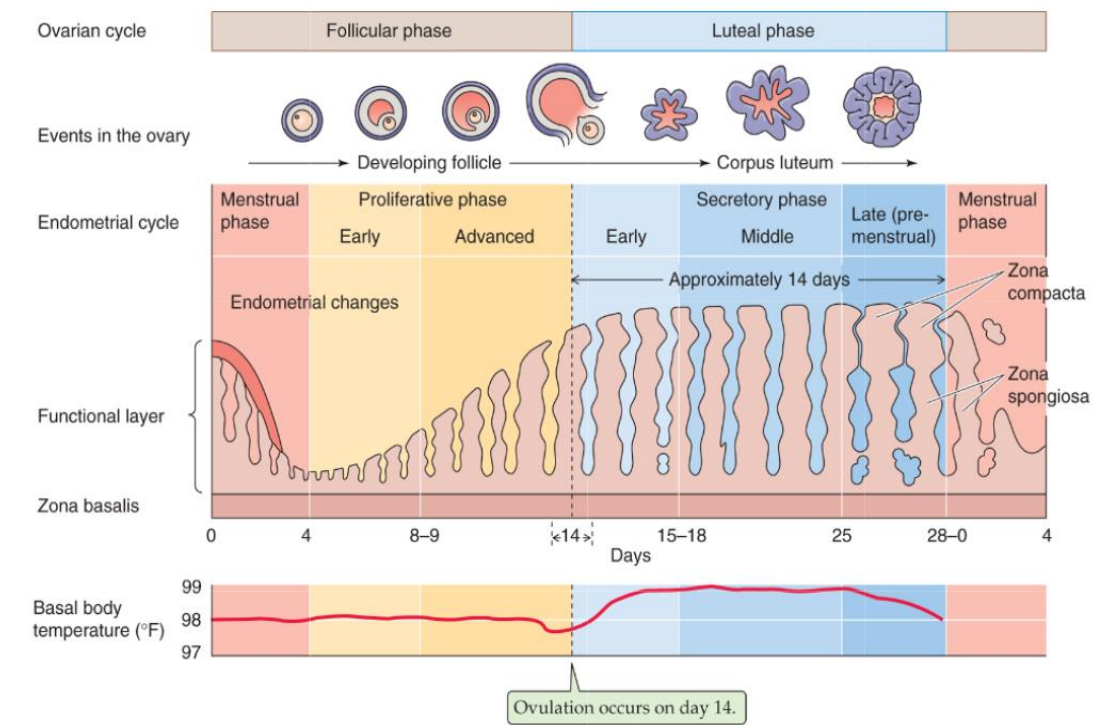 Ovarian cycle
Follicular phase
Luteal phase
Events in the ovary
Developing follicle
Corpus luteum
Endometrial cycle
Menstrual
phase
Proliferative phase
Early
Advanced
Secretory phase
Early
Middle
Late (pre-
menstrual)
Menstrual
phase
Approximately 14 days
Endometrial changes
Zona
compacta
Zona
spongiosa
Functional layer
Zona basalis
0 4 8–9 14 15–18 25 28–0 4
Days
Basal body
temperature (°F)
99
98
97
Ovulation occurs on day 14.